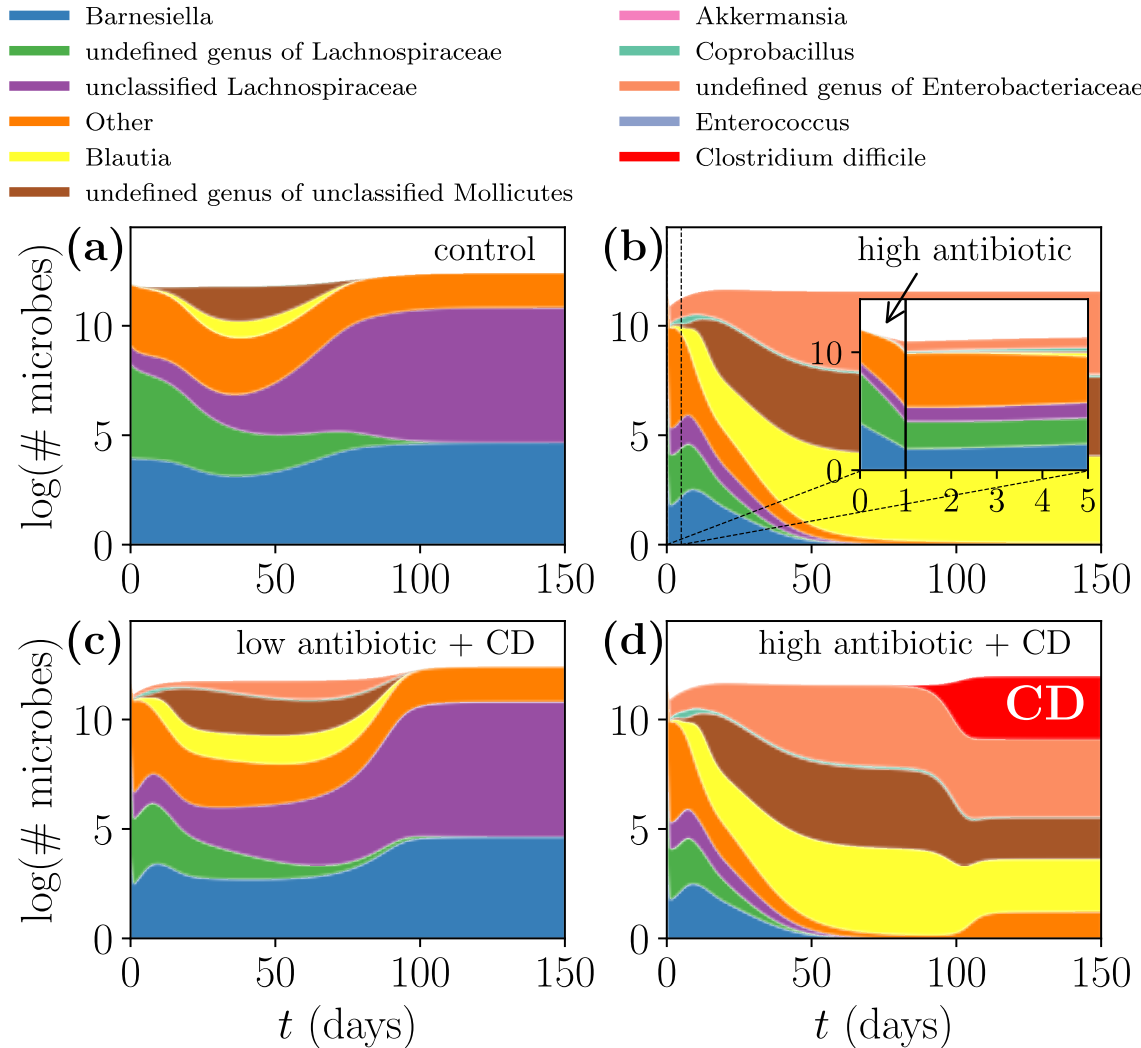 Barnesiella
undefined genus of Lachnospiraceae
unclassified Lachnospiraceae
Other
Blautia
undefined genus of unclassified Mollicutes
Akkermansia
Coprobacillus
undefined genus of Enterobacteriaceae
Enterococcus
Clostridium difficile
(a)
control
log(# microbes)
10
5
0
0 50 100 150
(b)
high antibiotic
10
5
0
10
0
0 1 2 3 4 5
0 50 100 150
(c)
low antibiotic + CD
log(# microbes)
10
5
0
0 50 100 150
t (days)
(d)
high antibiotic + CD
CD
10
5
0
0 50 100 150
t (days)